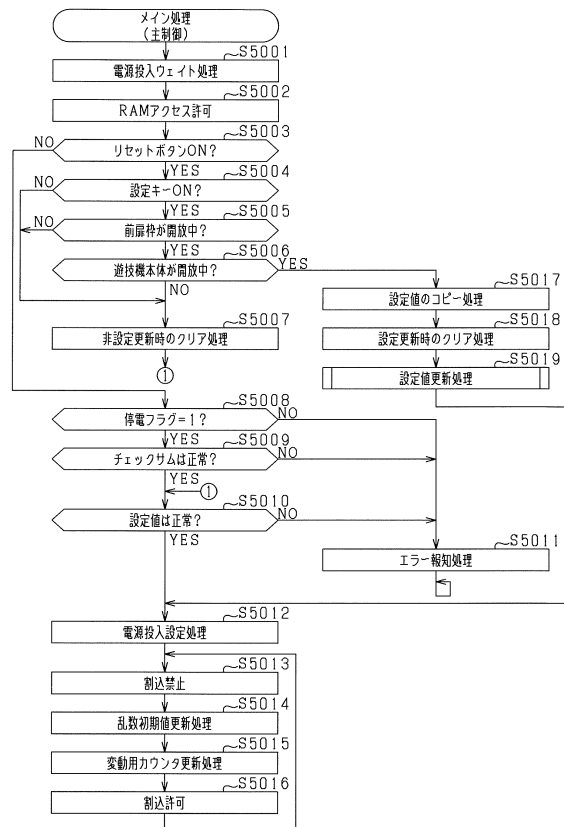 メイン処理
(主制御)
S5001
電源投入ウェイト処理
S5002
RAMアクセス許可
S5003
NO
リセットボタンON?
YES
S5004
NO
設定キーON?
YES
S5005
NO
前扉枠が開放中?
YES
S5006
遊技機本体が開放中?
YES
NO
S5017
設定値のコピー処理
S5007
非設定更新時のクリア処理
S5018
設定更新時のクリア処理
①
S5019
設定値更新処理
S5008
停電フラグ=1?
NO
YES
S5009
チェックサムは正常?
NO
YES
①
S5010
設定値は正常?
NO
YES
S5011
エラー報知処理
S5012
電源投入設定処理
S5013
割込禁止
S5014
乱数初期値更新処理
S5015
変動用カウンタ更新処理
S5016
割込許可